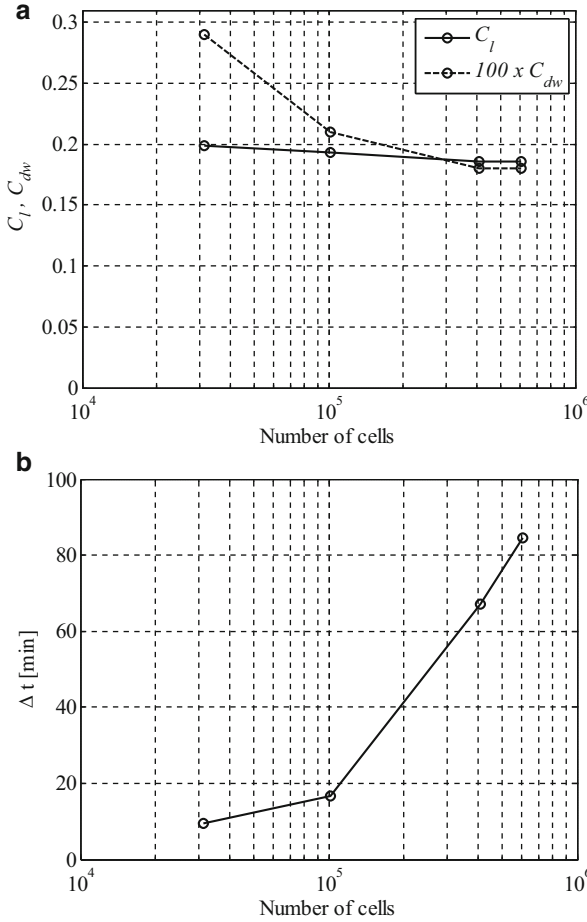 a
0.3
0.25
0.2
0.15
0.1
0.05
0
C_l, C_dw
C_l
100 x C_dw
10^4
10^5
10^6
Number of cells
b
100
80
60
40
20
0
Δ t [min]
10^4
10^5
10^6
Number of cells